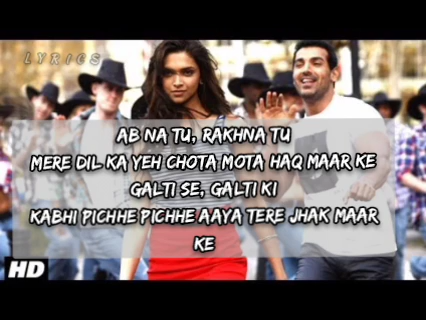 LYRICS
AB NA TU, RAKHNA TU
MERE DIL KA YEH CHOTA MOTA HAQ MAAR KE
GALTI SE, GALTI KI
KABHI PICHHE PICHHE AAYA TERE JHAK MAAR
KE
HD